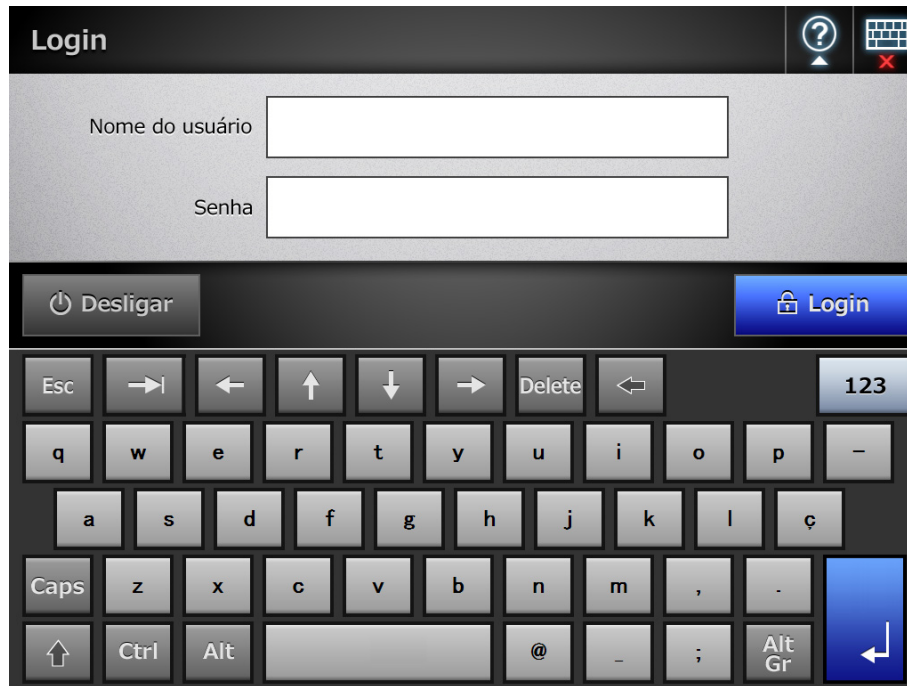 Login
Nome do usuário
Senha
Desligar Login
Esc Delete 123
q w e r t y u i o p -
a s d f g h j k l ç
Caps z x c v b n m , .
Ctrl Alt @ _ ; Alt Gr